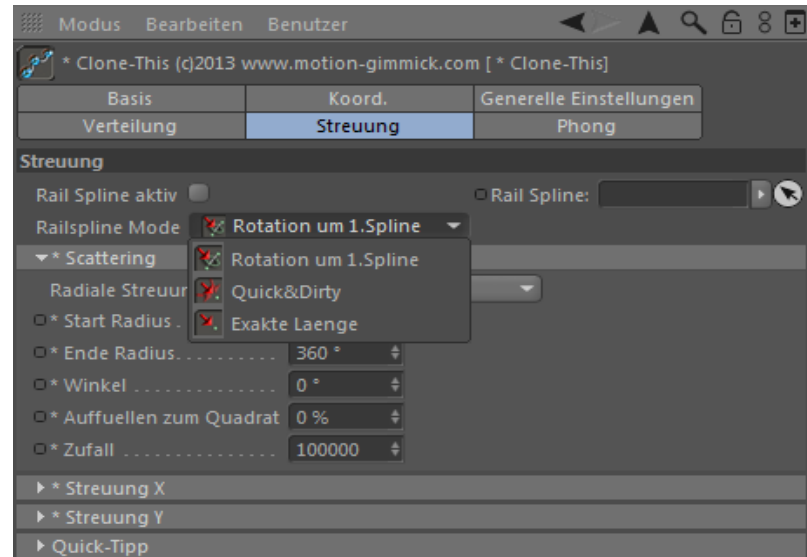 Modus Bearbeiten Benutzer
* Clone-This (c)2013 www.motion-gimmick.com [ * Clone-This]
Basis Koord. Generelle Einstellungen
Verteilung Streuung Phong
Streuung
Rail Spline aktiv Rail Spline:
Railspline Mode Rotation um 1.Spline
* Scattering Rotation um 1.Spline
Radiale Streuur Quick&Dirty
* Start Radius . Exakte Laenge
* Ende Radius. . . . . . . . . . 360 °
* Winkel . . . . . . . . . . . . . . . 0 °
* Auffuellen zum Quadrat 0 %
* Zufall . . . . . . . . . . . . . . . . 100000
* Streuung X
* Streuung Y
Quick-Tipp